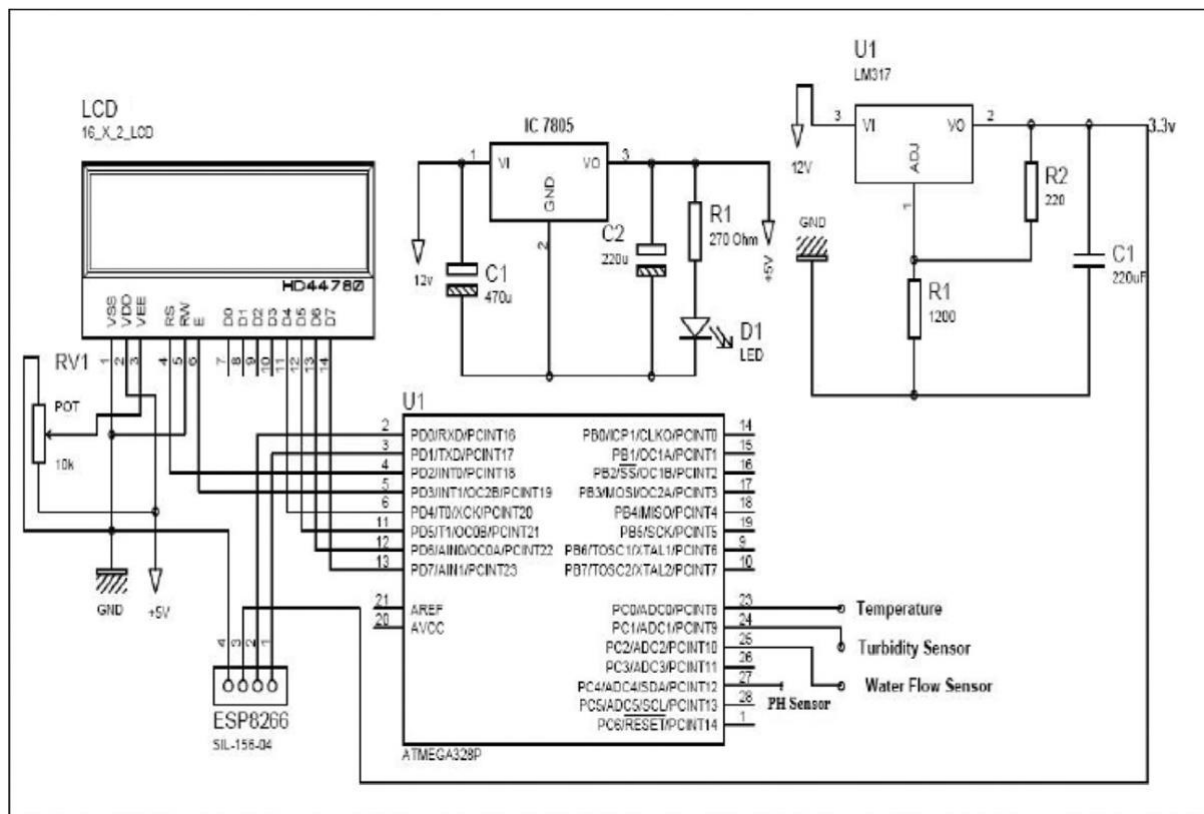 U1
LM317
3
VI
VO
2
ADJ
1
12V
3.3v
R2
220
GND
R1
1200
C1
220uF
IC 7805
1
VI
VO
3
GND
2
12v
C1
470u
C2
220u
R1
270 Ohm
+5V
D1
LED
LCD
16_X_2_LCD
HD44780
VSS
VDD
VEE
RS
RW
E
D0
D1
D2
D3
D4
D5
D6
D7
1
2
3
4
5
6
7
8
9
10
11
12
13
14
RV1
POT
10k
GND
+5V
4
3
2
1
ESP8266
SIL-156-04
U1
2 PD0/RXD/PCINT16
3 PD1/TXD/PCINT17
4 PD2/INT0/PCINT18
5 PD3/INT1/OC2B/PCINT19
6 PD4/T0/XCK/PCINT20
11 PD5/T1/OC0B/PCINT21
12 PD6/AIN0/OC0A/PCINT22
13 PD7/AIN1/PCINT23
21 AREF
20 AVCC
PB0/ICP1/CLKO/PCINT0 14
PB1/OC1A/PCINT1 15
PB2/SS/OC1B/PCINT2 16
PB3/MOSI/OC2A/PCINT3 17
PB4/MISO/PCINT4 18
PB5/SCK/PCINT5 19
PB6/TOSC1/XTAL1/PCINT6 9
PB7/TOSC2/XTAL2/PCINT7 10
PC0/ADC0/PCINT8 23
PC1/ADC1/PCINT9 24
PC2/ADC2/PCINT10 25
PC3/ADC3/PCINT11 26
PC4/ADC4/SDA/PCINT12 27
PC5/ADC5/SCL/PCINT13 28
PC6/RESET/PCINT14 1
ATMEGA328P
Temperature
Turbidity Sensor
Water Flow Sensor
PH Sensor